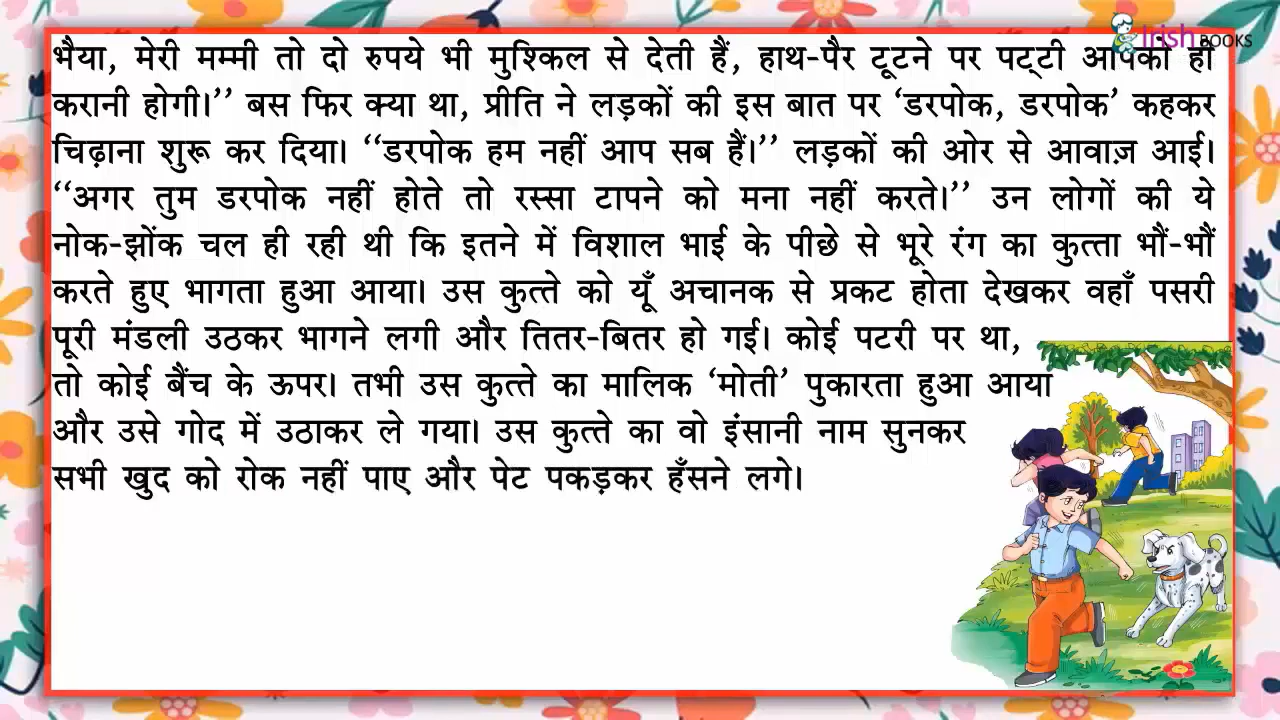 Irish BOOKS
भैया, मेरी मम्मी तो दो रुपये भी मुश्किल से देती हैं, हाथ-पैर टूटने पर पट्टी आपको ही
करानी होगी।’’ बस फिर क्या था, प्रीति ने लड़कों की इस बात पर ‘डरपोक, डरपोक’ कहकर
चिढ़ाना शुरू कर दिया। ‘‘डरपोक हम नहीं आप सब हैं।’’ लड़कों की ओर से आवाज़ आई।
‘‘अगर तुम डरपोक नहीं होते तो रस्सा टापने को मना नहीं करते।’’ उन लोगों की ये
नोक-झोंक चल ही रही थी कि इतने में विशाल भाई के पीछे से भूरे रंग का कुत्ता भौं-भौं
करते हुए भागता हुआ आया। उस कुत्ते को यूँ अचानक से प्रकट होता देखकर वहाँ पसरी
पूरी मंडली उठकर भागने लगी और तितर-बितर हो गई। कोई पटरी पर था,
तो कोई बैंच के ऊपर। तभी उस कुत्ते का मालिक ‘मोती’ पुकारता हुआ आया
और उसे गोद में उठाकर ले गया। उस कुत्ते का वो इंसानी नाम सुनकर
सभी खुद को रोक नहीं पाए और पेट पकड़कर हँसने लगे।